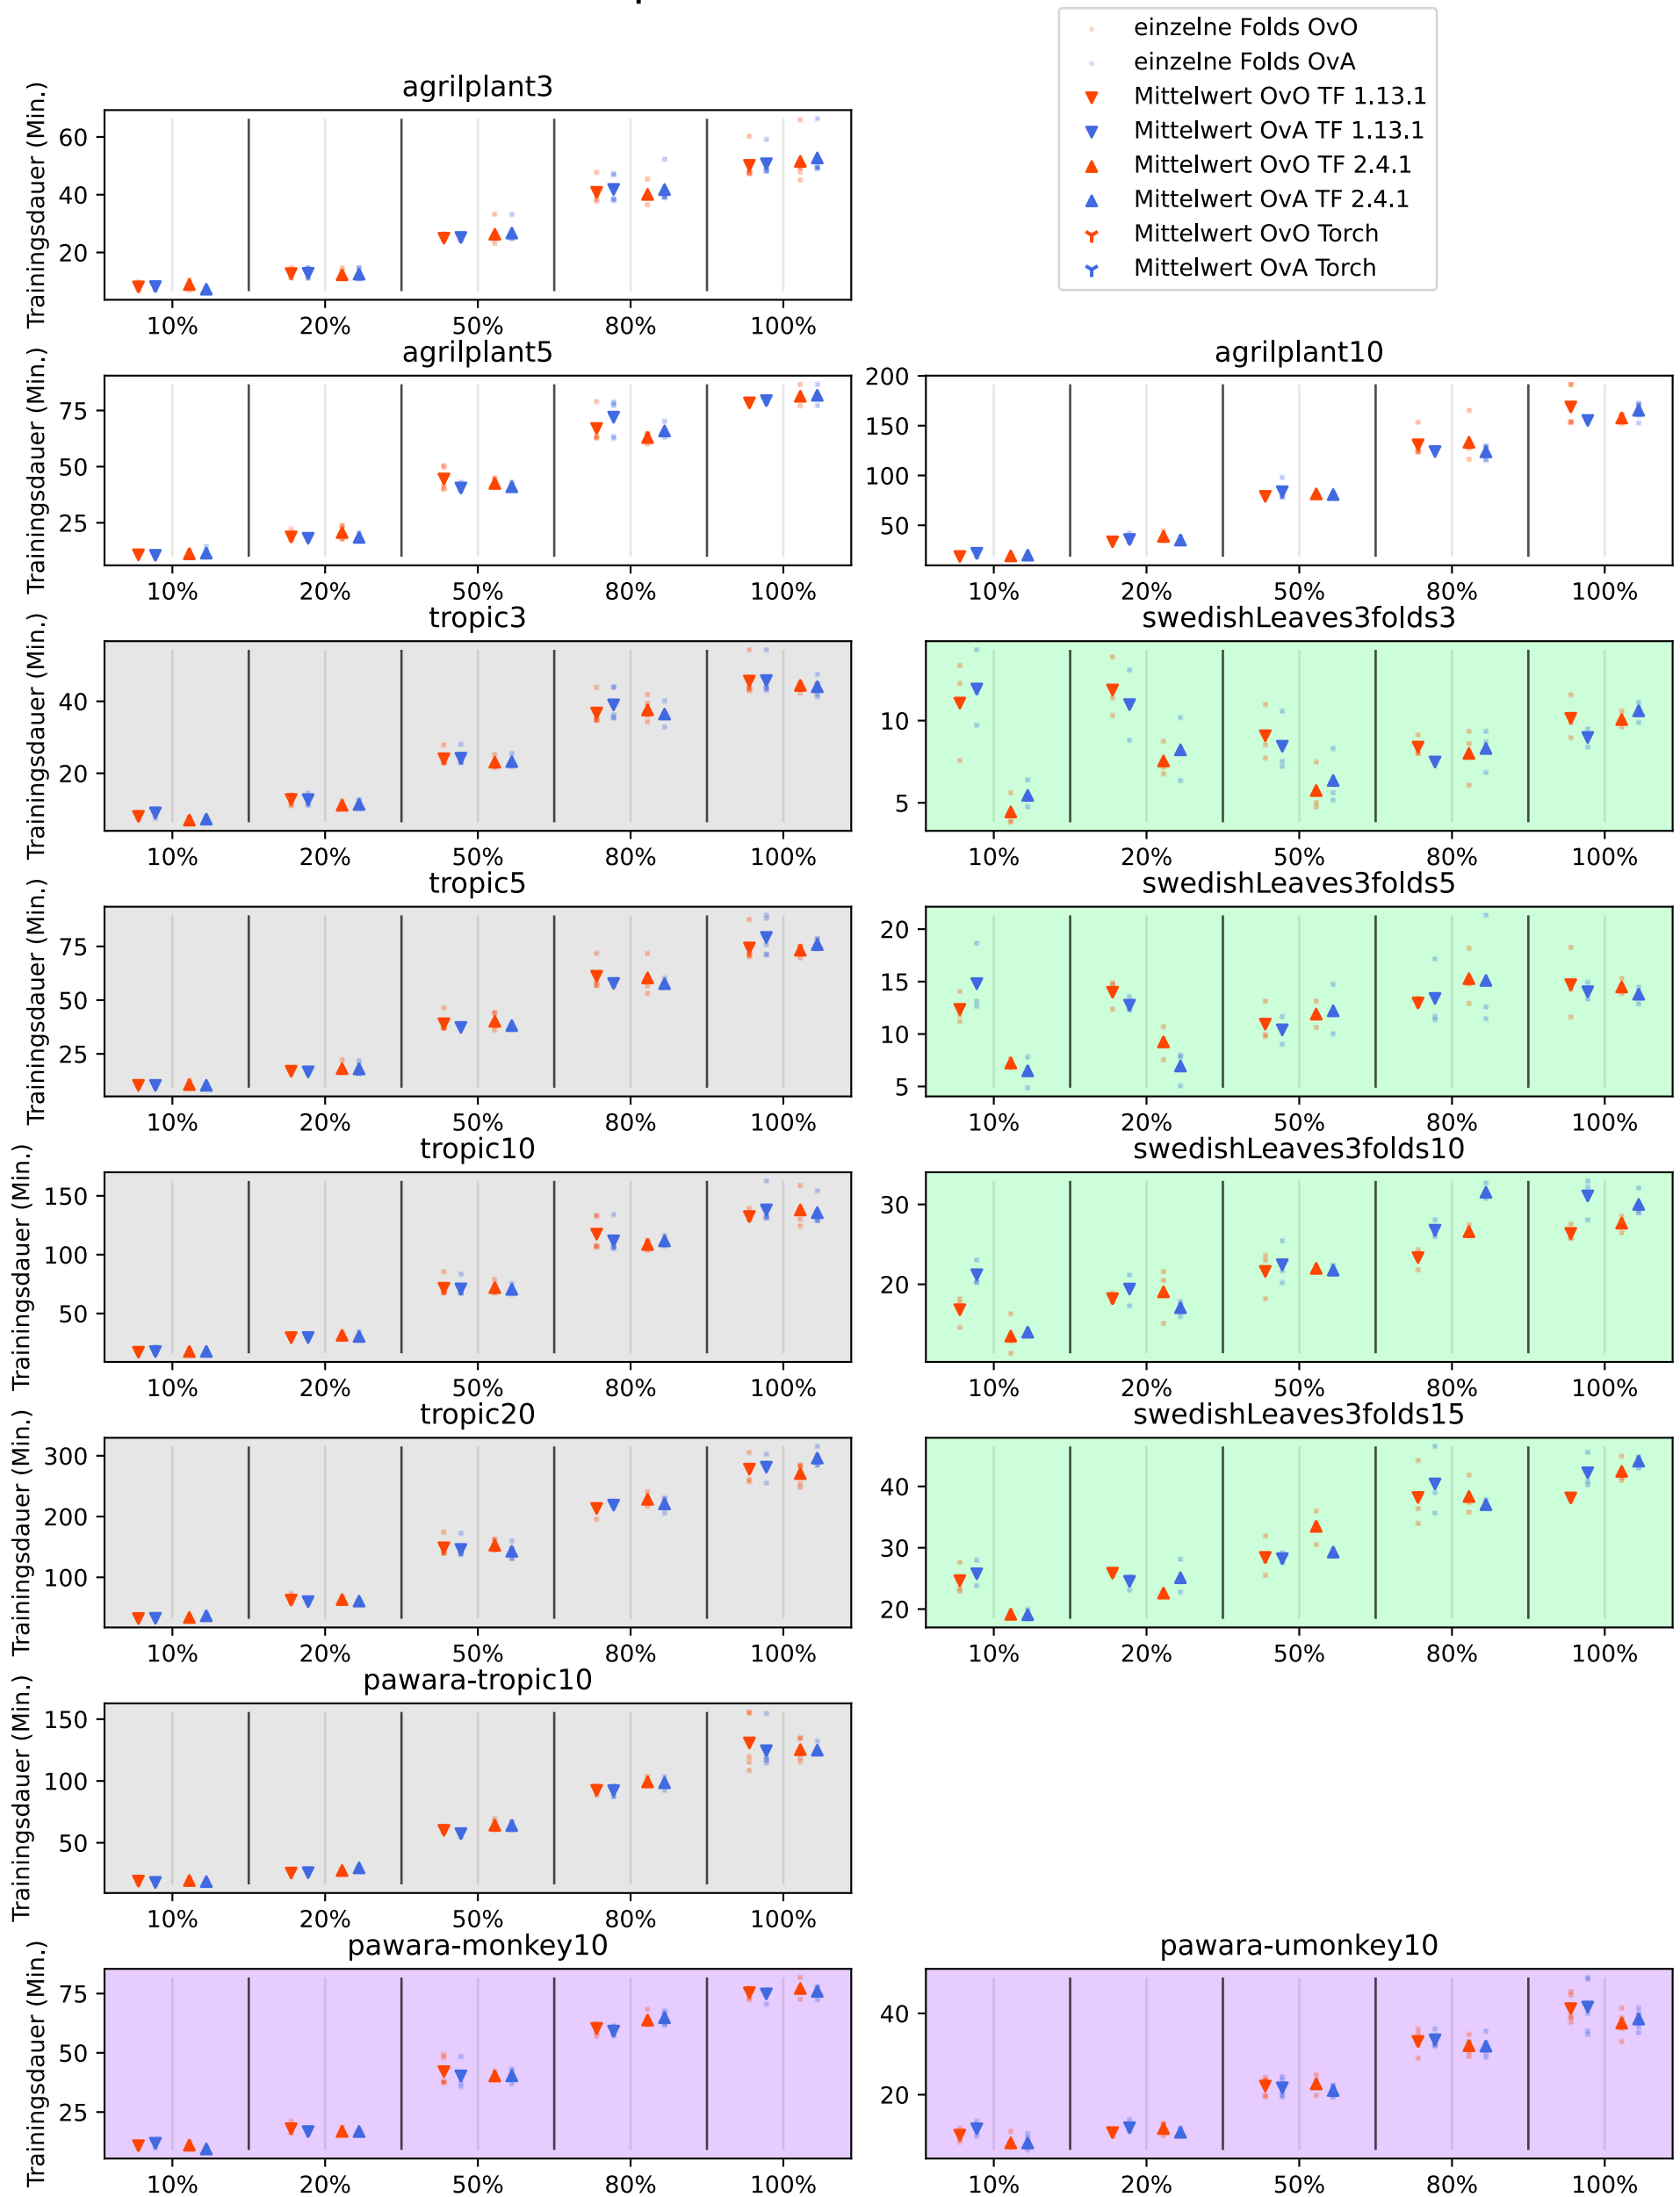 einzelne Folds OvO
einzelne Folds OvA
Mittelwert OvO TF 1.13.1
Mittelwert OvA TF 1.13.1
Mittelwert OvO TF 2.4.1
Mittelwert OvA TF 2.4.1
Mittelwert OvO Torch
Mittelwert OvA Torch
agrilplant3
Trainingsdauer (Min.)
60
40
20
10% 20% 50% 80% 100%
agrilplant5
Trainingsdauer (Min.)
75
50
25
10% 20% 50% 80% 100%
agrilplant10
200
150
100
50
10% 20% 50% 80% 100%
tropic3
Trainingsdauer (Min.)
40
20
10% 20% 50% 80% 100%
swedishLeaves3folds3
10
5
10% 20% 50% 80% 100%
tropic5
Trainingsdauer (Min.)
75
50
25
10% 20% 50% 80% 100%
swedishLeaves3folds5
20
15
10
5
10% 20% 50% 80% 100%
tropic10
Trainingsdauer (Min.)
150
100
50
10% 20% 50% 80% 100%
swedishLeaves3folds10
30
20
10% 20% 50% 80% 100%
tropic20
Trainingsdauer (Min.)
300
200
100
10% 20% 50% 80% 100%
swedishLeaves3folds15
40
30
20
10% 20% 50% 80% 100%
pawara-tropic10
Trainingsdauer (Min.)
150
100
50
10% 20% 50% 80% 100%
pawara-monkey10
Trainingsdauer (Min.)
75
50
25
10% 20% 50% 80% 100%
pawara-umonkey10
40
20
10% 20% 50% 80% 100%